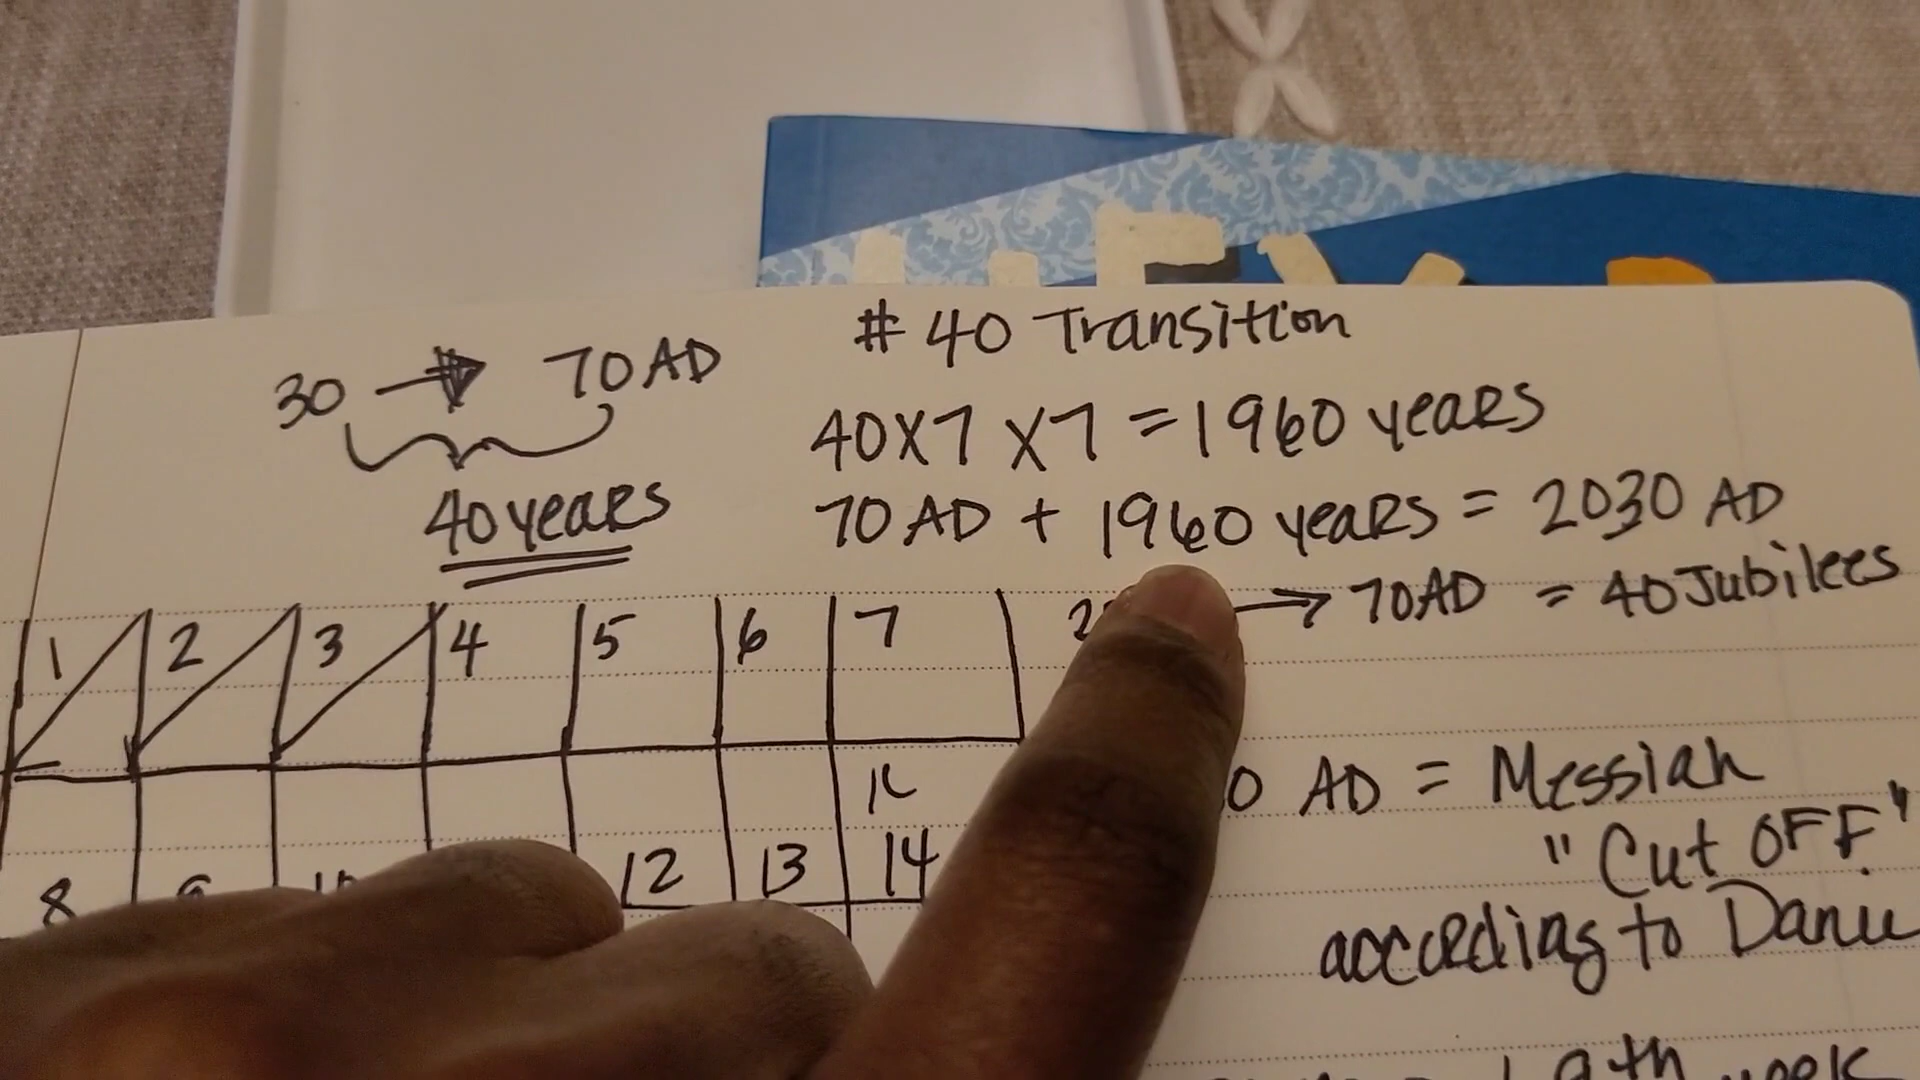 # 40 Transition
30 → 70 AD
40 years
40 X 7 X 7 = 1960 years
70 AD + 1960 years = 2030 AD
→ 70 AD = 40 Jubilees
1 2 3 4 5 6 7
8 12 13 14
AD = Messiah
"Cut OFF"
according to